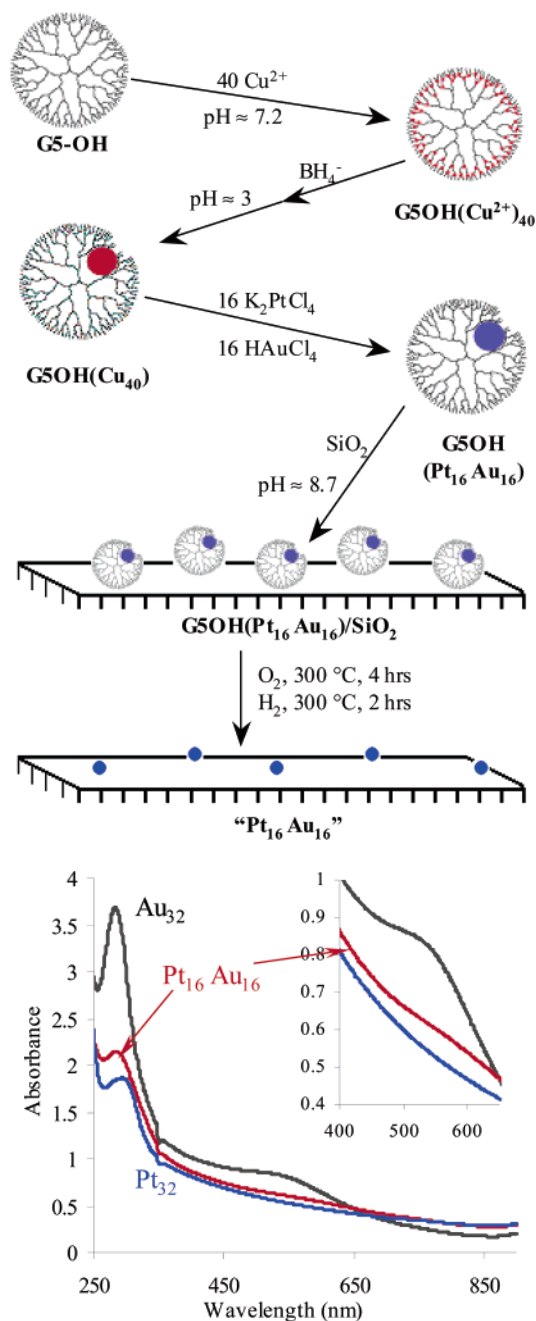 40 Cu²⁺
pH ≈ 7.2
G5-OH
BH₄⁻
pH ≈ 3
G5OH(Cu²⁺)₄₀
16 K₂PtCl₄
16 HAuCl₄
G5OH(Cu₄₀)
G5OH
(Pt₁₆ Au₁₆)
SiO₂
pH ≈ 8.7
G5OH(Pt₁₆ Au₁₆)/SiO₂
O₂, 300 °C, 4 hrs
H₂, 300 °C, 2 hrs
“Pt₁₆ Au₁₆”
4
3.5
3
2.5
2
1.5
1
0.5
0
Absorbance
Au₃₂
Pt₁₆ Au₁₆
Pt₃₂
1
0.9
0.8
0.7
0.6
0.5
0.4
400 500 600
250 450 650 850
Wavelength (nm)